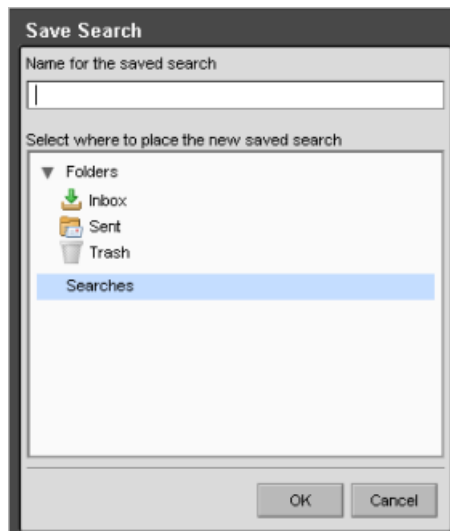 Save Search
Name for the saved search
Select where to place the new saved search
Folders
Inbox
Sent
Trash
Searches
OK Cancel